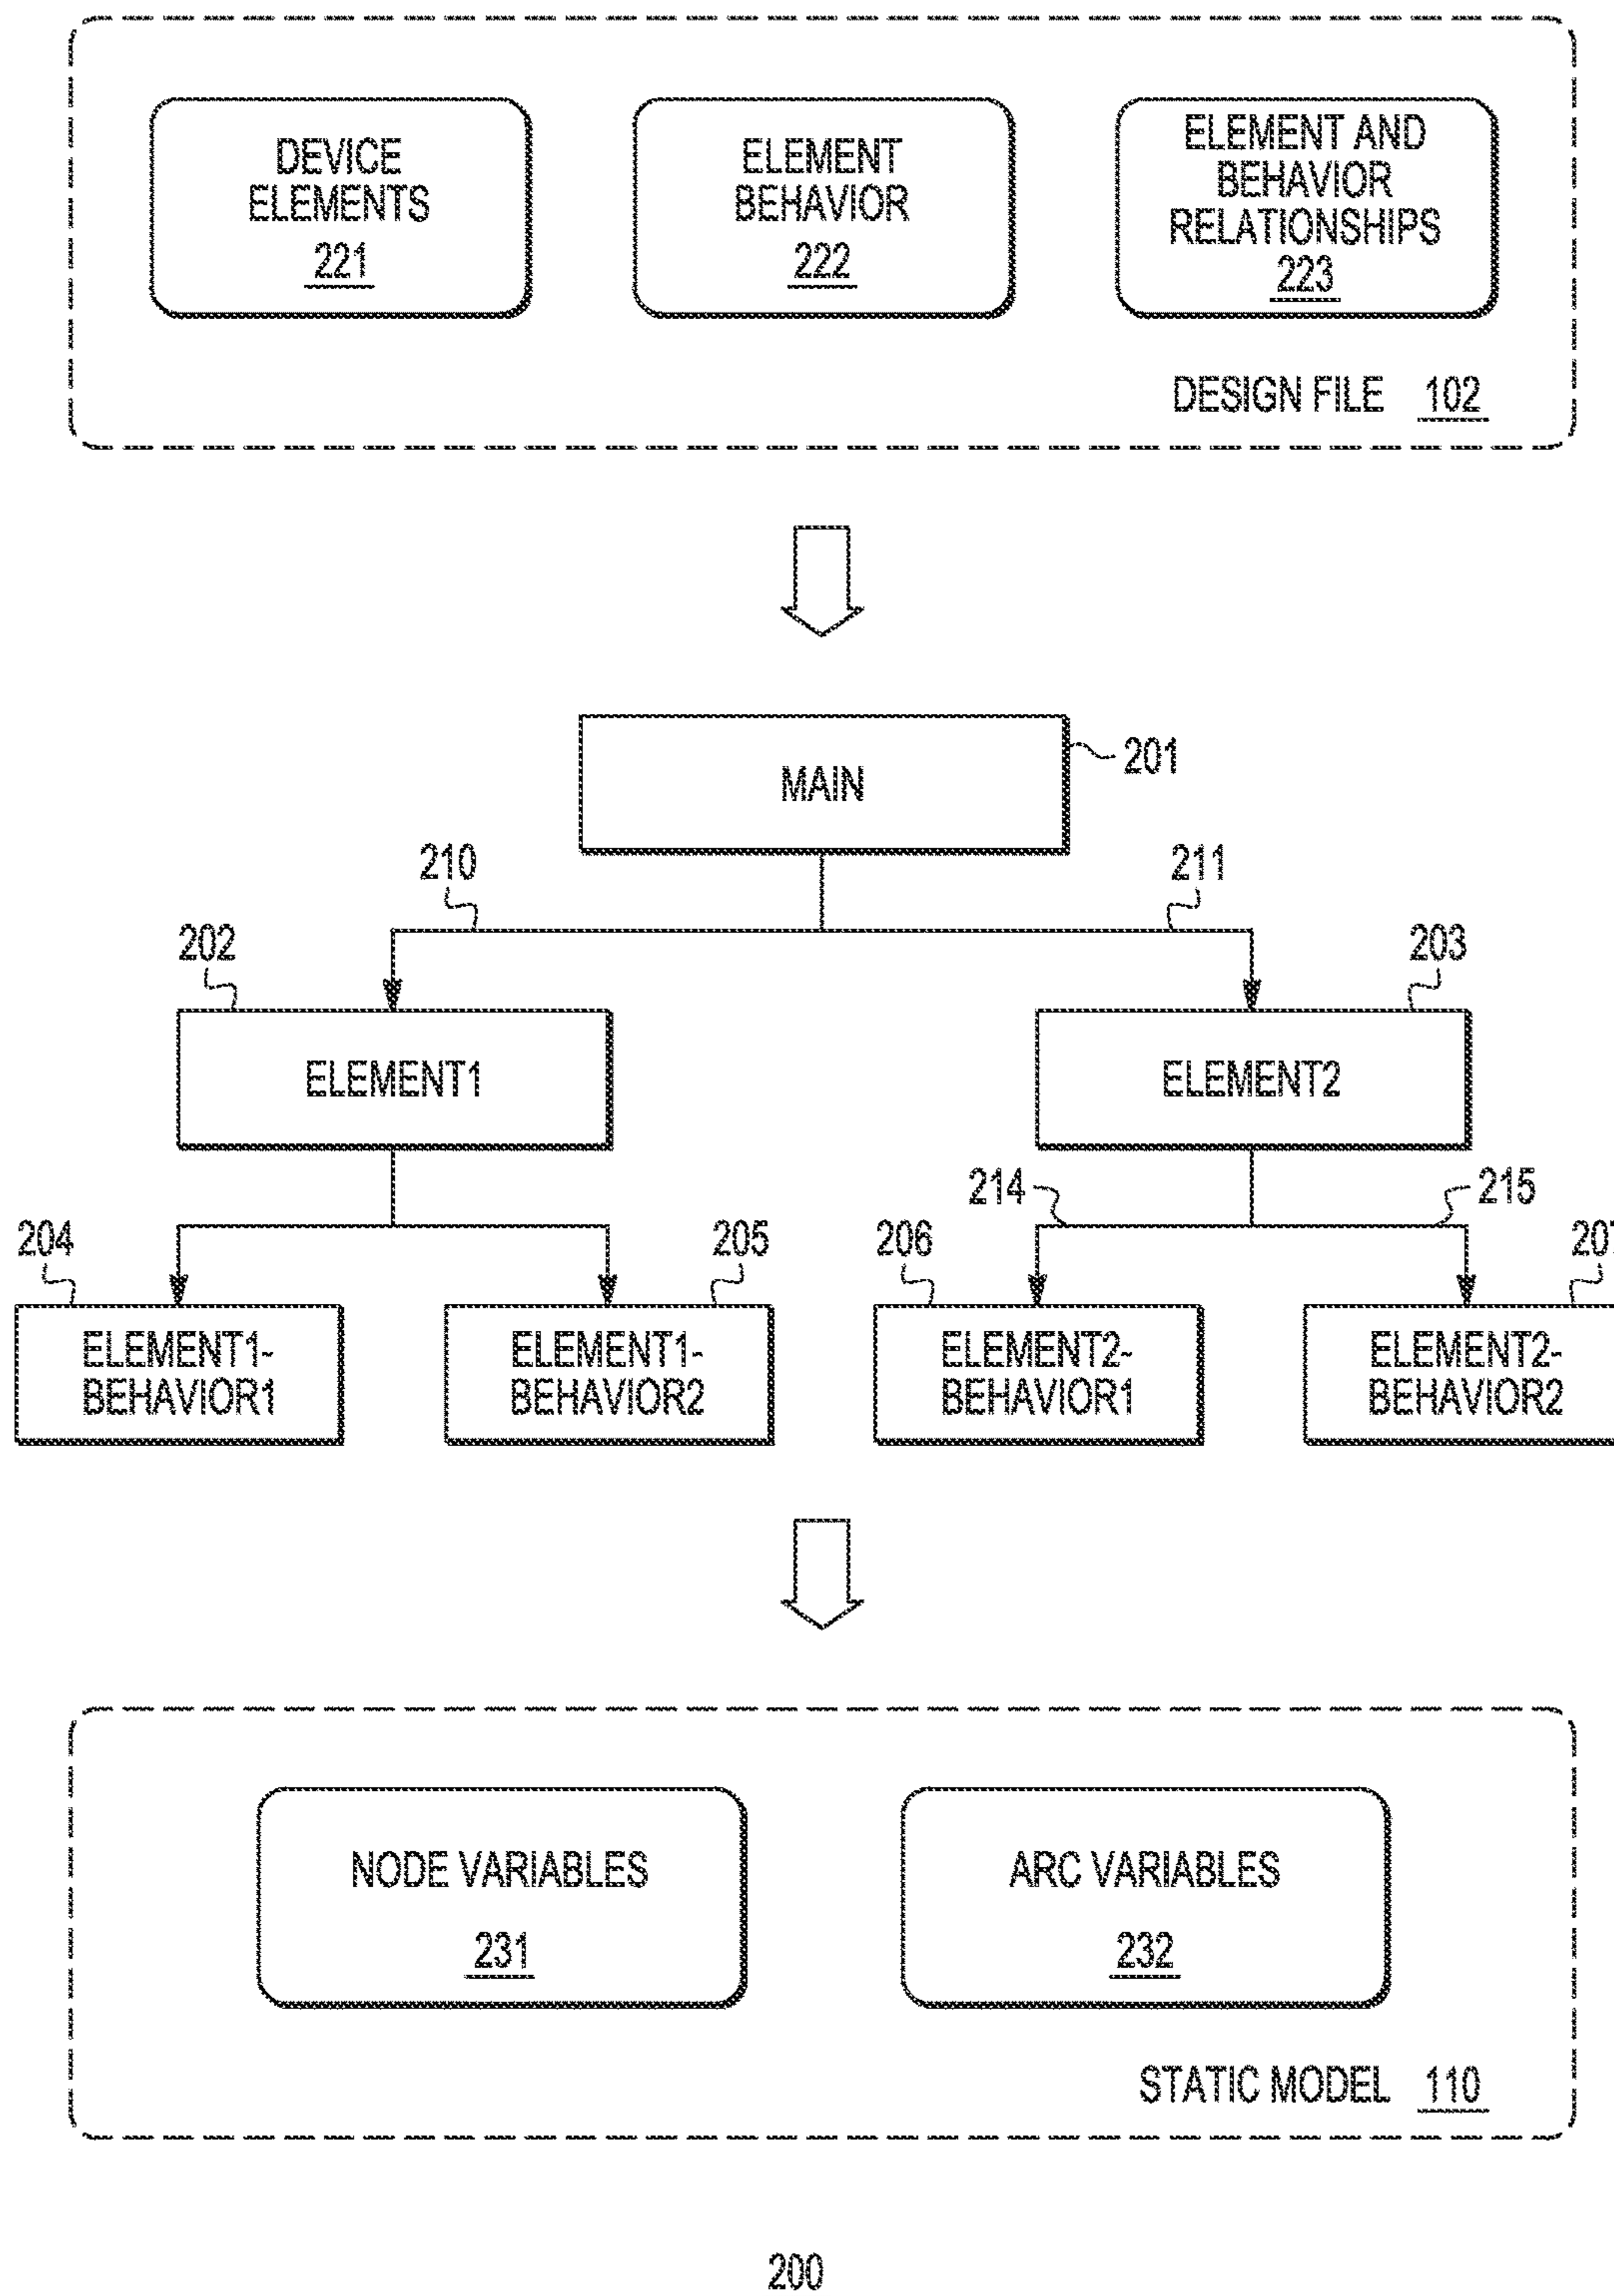 DEVICE
ELEMENTS
221
ELEMENT
BEHAVIOR
222
ELEMENT AND
BEHAVIOR
RELATIONSHIPS
223
DESIGN FILE 102
MAIN
201
210
211
202
203
ELEMENT1
ELEMENT2
214
215
204
205
206
207
ELEMENT1-
BEHAVIOR1
ELEMENT1-
BEHAVIOR2
ELEMENT2-
BEHAVIOR1
ELEMENT2-
BEHAVIOR2
NODE VARIABLES
231
ARC VARIABLES
232
STATIC MODEL 110
200